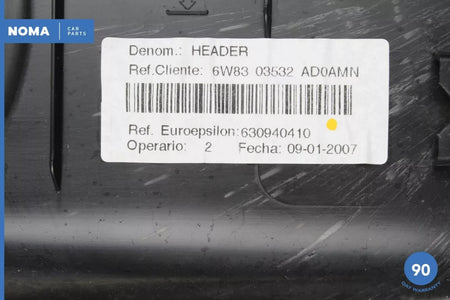 NOMA CAR PARTS
Denom.: HEADER
Ref.Cliente: 6W83 03532 AD0AMN
Ref. Euroepsilon:630940410
Operario: 2 Fecha: 09-01-2007
90
DAY WARRANTY